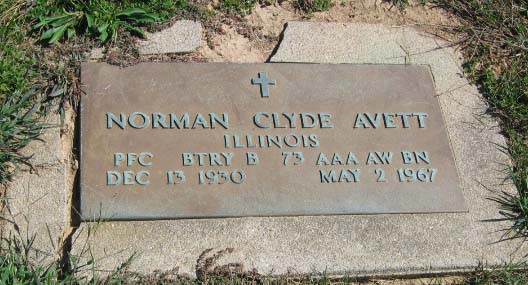 NORMAN CLYDE AVETT
ILLINOIS
PFC BTRY B 73 AAA AW BN
DEC 13 1930 MAY 2 1967